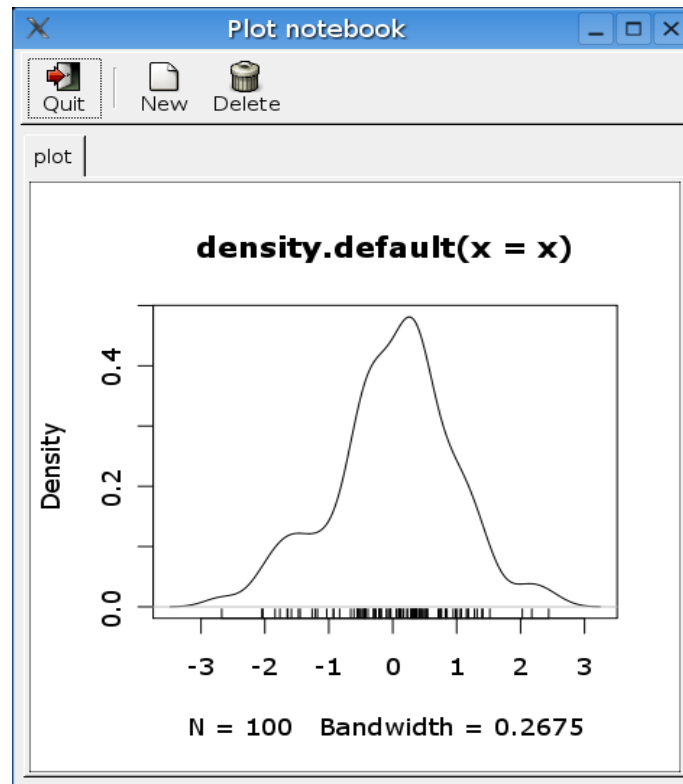 Plot notebook
Quit New Delete
plot
density.default(x = x)
Density
0.4
0.2
0.0
-3 -2 -1 0 1 2 3
N = 100 Bandwidth = 0.2675